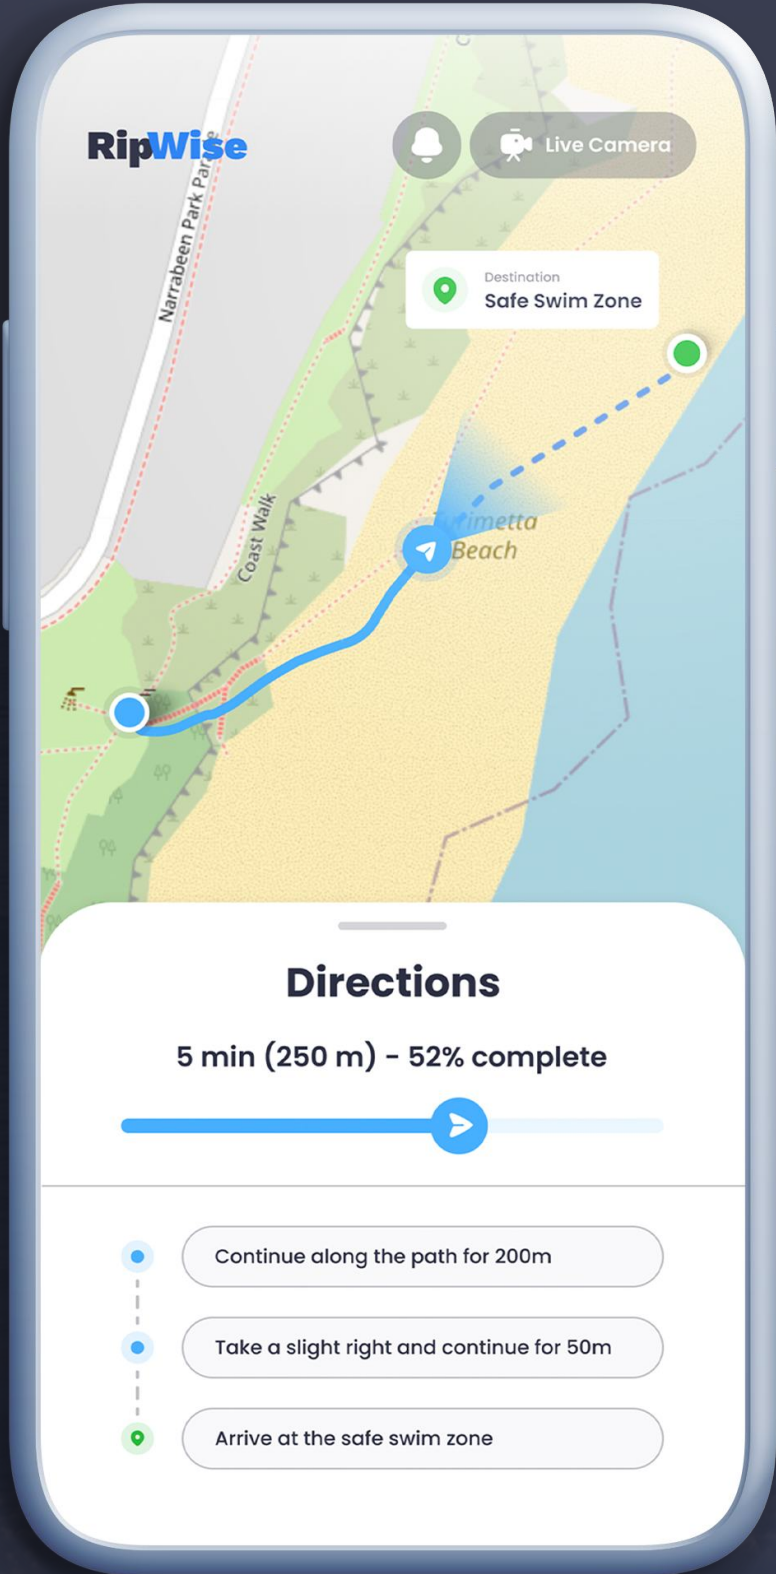 RipWise
Live Camera
Narrabeen Park Parade
Destination
Safe Swim Zone
Coast Walk
Turimetta
Beach
Directions
5 min (250 m) - 52% complete
Continue along the path for 200m
Take a slight right and continue for 50m
Arrive at the safe swim zone